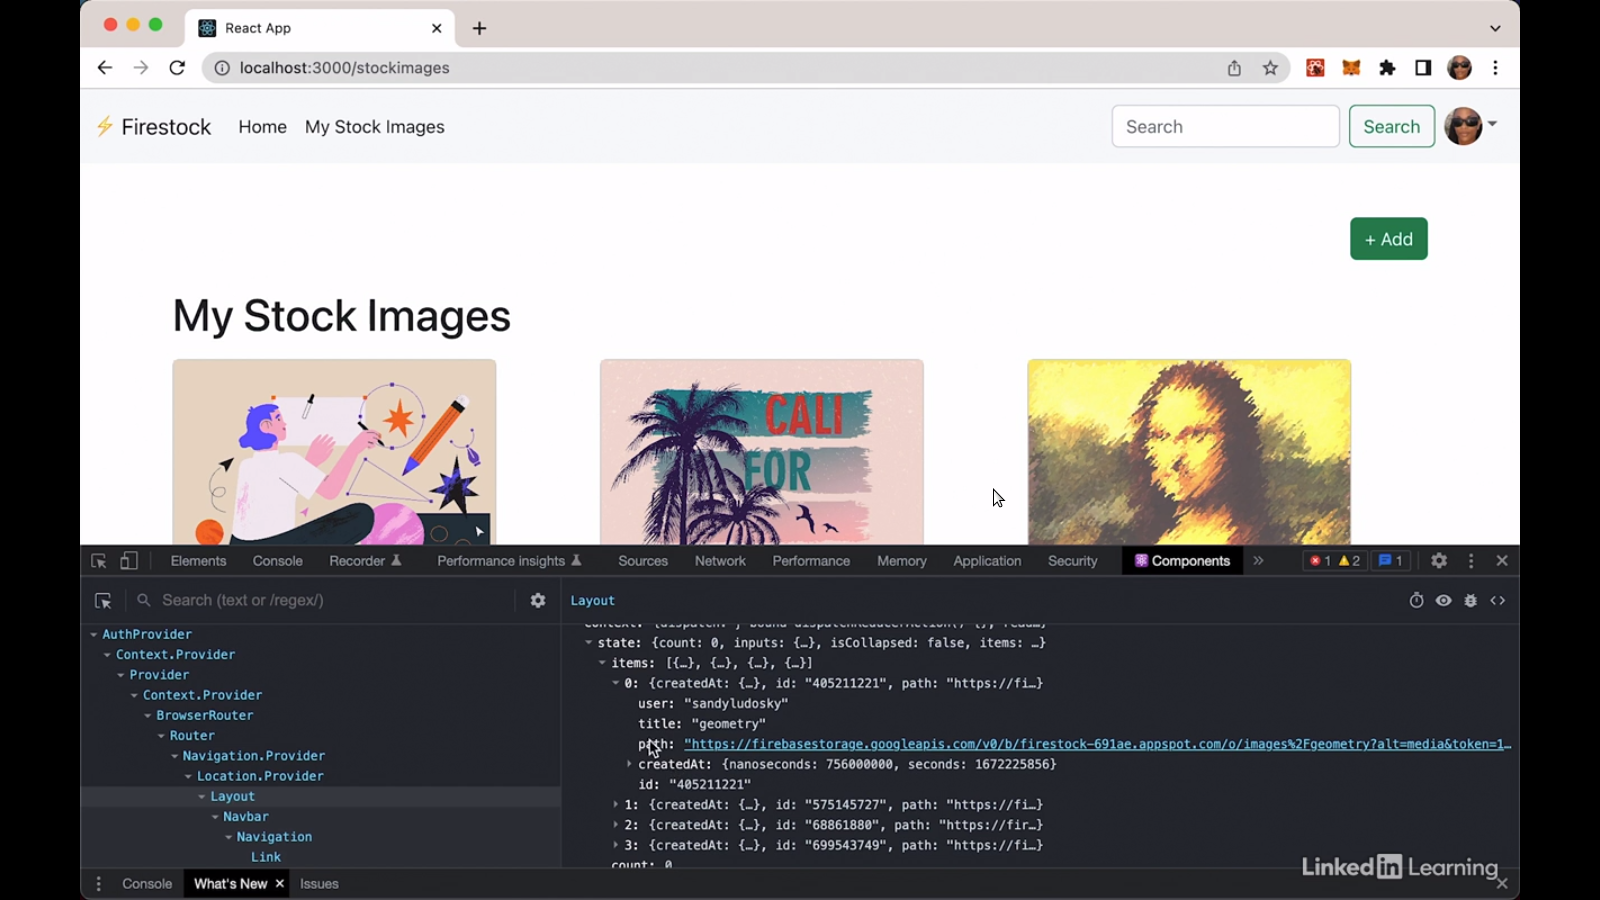 React App
localhost:3000/stockimages
Firestock Home My Stock Images Search Search
+ Add
My Stock Images
CALI
FOR
Elements Console Recorder Performance insights Sources Network Performance Memory Application Security Components » 1 2 1
Search (text or /regex/) Layout
AuthProvider
Context.Provider
Provider
Context.Provider
BrowserRouter
Router
Navigation.Provider
Location.Provider
Layout
Navbar
Navigation
Link
state: {count: 0, inputs: {…}, isCollapsed: false, items: …}
items: [{…}, {…}, {…}, {…}]
0: {createdAt: {…}, id: "405211221", path: "https://fi…}
user: "sandyludosky"
title: "geometry"
path: "https://firebasestorage.googleapis.com/v0/b/firestock-691ae.appspot.com/o/images%2Fgeometry?alt=media&token=1…
createdAt: {nanoseconds: 756000000, seconds: 1672225856}
id: "405211221"
1: {createdAt: {…}, id: "575145727", path: "https://fi…}
2: {createdAt: {…}, id: "68861880", path: "https://fir…}
3: {createdAt: {…}, id: "699543749", path: "https://fi…}
count: 0
Console What's New Issues
LinkedIn Learning